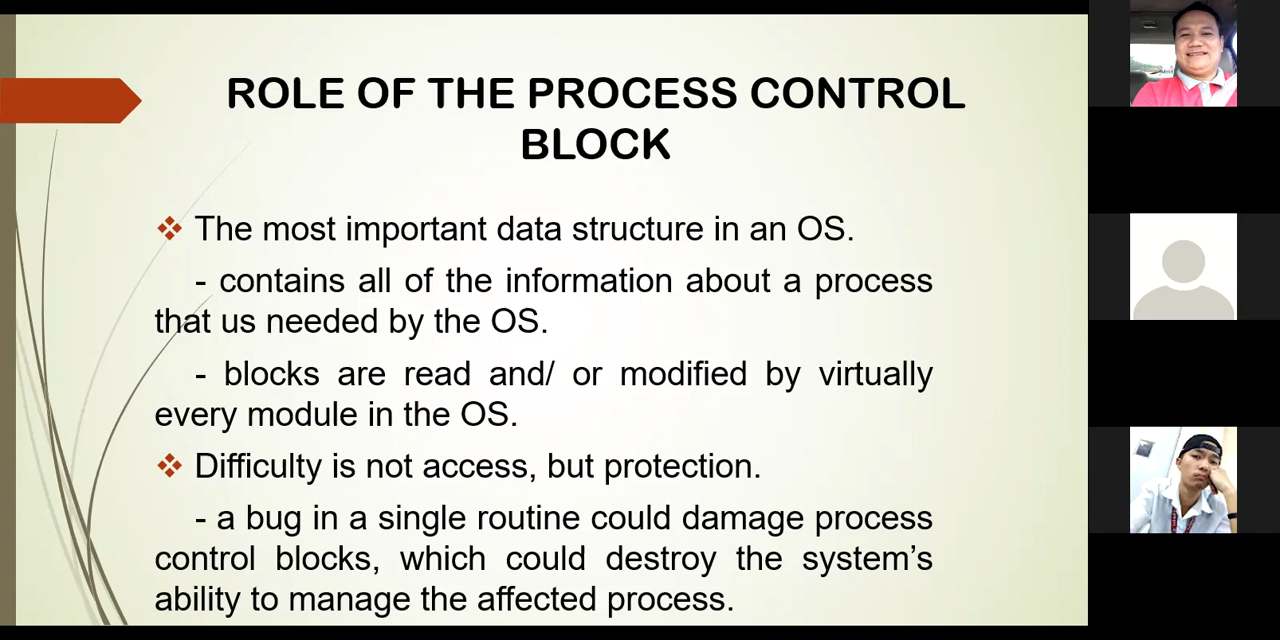 ROLE OF THE PROCESS CONTROL
BLOCK
❖ The most important data structure in an OS.
- contains all of the information about a process
that us needed by the OS.
- blocks are read and/ or modified by virtually
every module in the OS.
❖ Difficulty is not access, but protection.
- a bug in a single routine could damage process
control blocks, which could destroy the system’s
ability to manage the affected process.